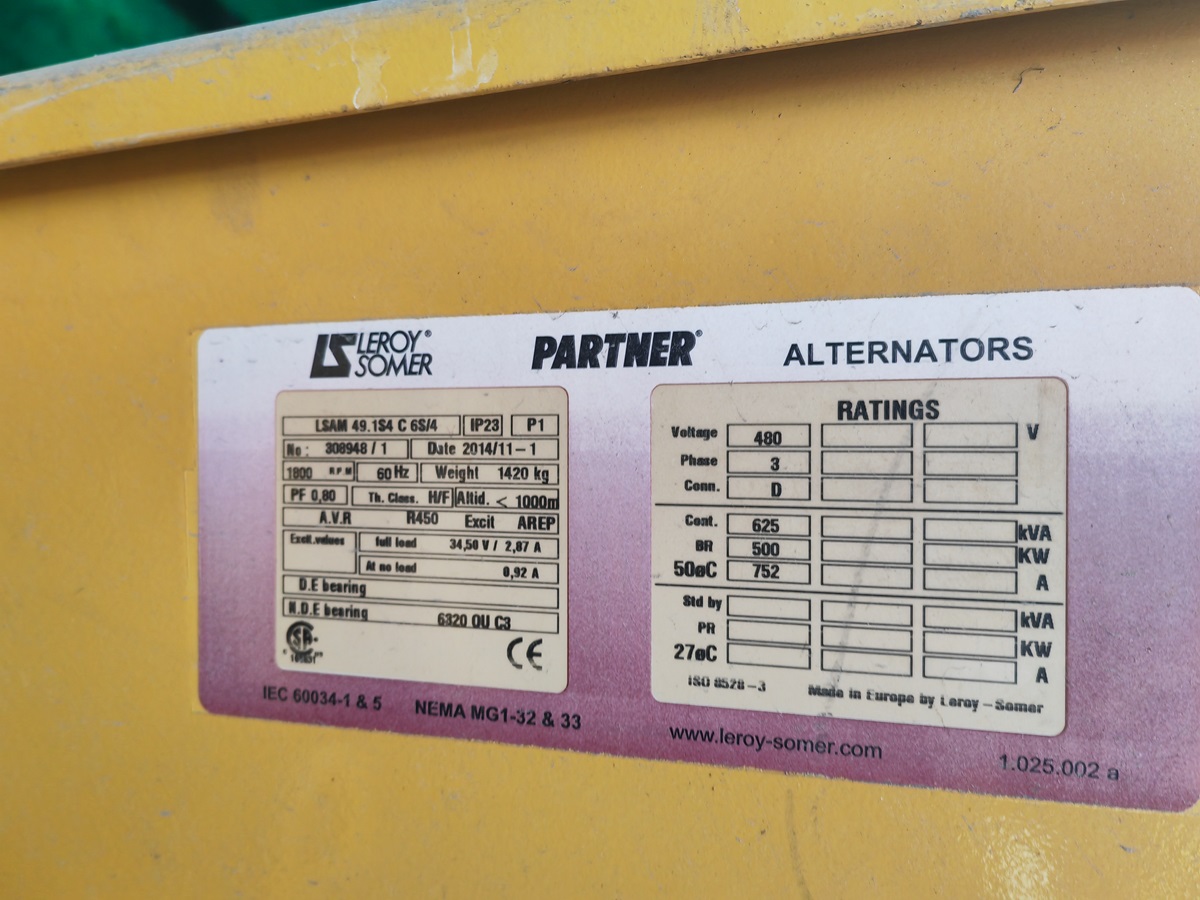 LEROY®
SOMER
PARTNER®
ALTERNATORS
LSAM 49.1S4 C 6S/4 IP23 P1
No : 308948 / 1 Date 2014/11-1
1800 R.P.M 60 Hz Weight 1420 kg
PF 0,80 Th. Class. H/F Altid. < 1000m
A.V.R R450 Excit AREP
Excit.values full load 34,50 V / 2,87 A
At no load 0,92 A
D.E bearing
N.D.E bearing 6320 OU C3
CE
RATINGS
Voltage 480 V
Phase 3
Conn. D
Cont. 625 kVA
BR 500 KW
50øC 752 A
Std by kVA
PR KW
27øC A
ISO 8528-3 Made in Europe by Leroy-Somer
IEC 60034-1 & 5 NEMA MG1-32 & 33
www.leroy-somer.com 1.025.002 a